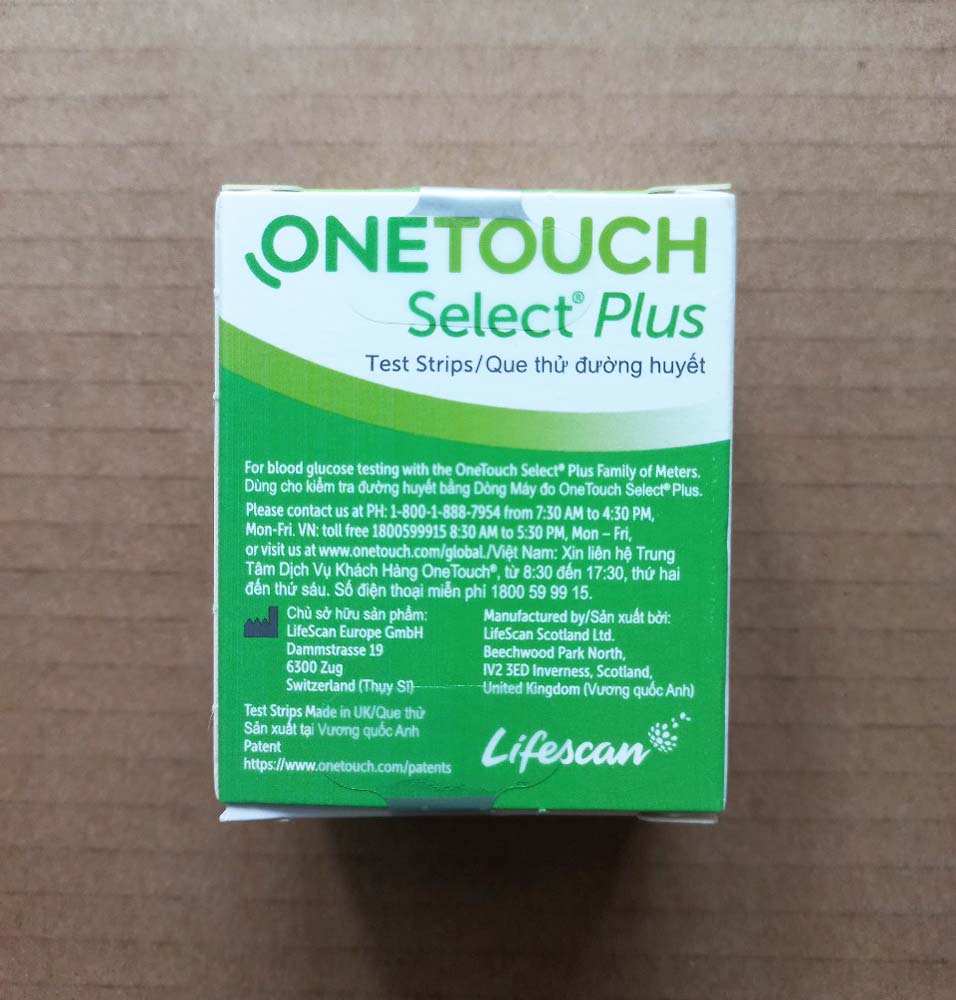 ONETOUCH
Select® Plus
Test Strips/Que thử đường huyết
For blood glucose testing with the OneTouch Select® Plus Family of Meters.
Dùng cho kiểm tra đường huyết bằng Dòng Máy đo OneTouch Select® Plus.
Please contact us at PH: 1-800-1-888-7954 from 7:30 AM to 4:30 PM,
Mon-Fri. VN: toll free 1800599915 8:30 AM to 5:30 PM, Mon – Fri,
or visit us at www.onetouch.com/global./Việt Nam: Xin liên hệ Trung
Tâm Dịch Vụ Khách Hàng OneTouch®, từ 8:30 đến 17:30, thứ hai
đến thứ sáu. Số điện thoại miễn phí 1800 59 99 15.
Chủ sở hữu sản phẩm:
LifeScan Europe GmbH
Dammstrasse 19
6300 Zug
Switzerland (Thụy Sĩ)
Manufactured by/Sản xuất bởi:
LifeScan Scotland Ltd.
Beechwood Park North,
IV2 3ED Inverness, Scotland,
United Kingdom (Vương quốc Anh)
Test Strips Made in UK/Que thử
Sản xuất tại Vương quốc Anh
Patent
https://www.onetouch.com/patents
Lifescan